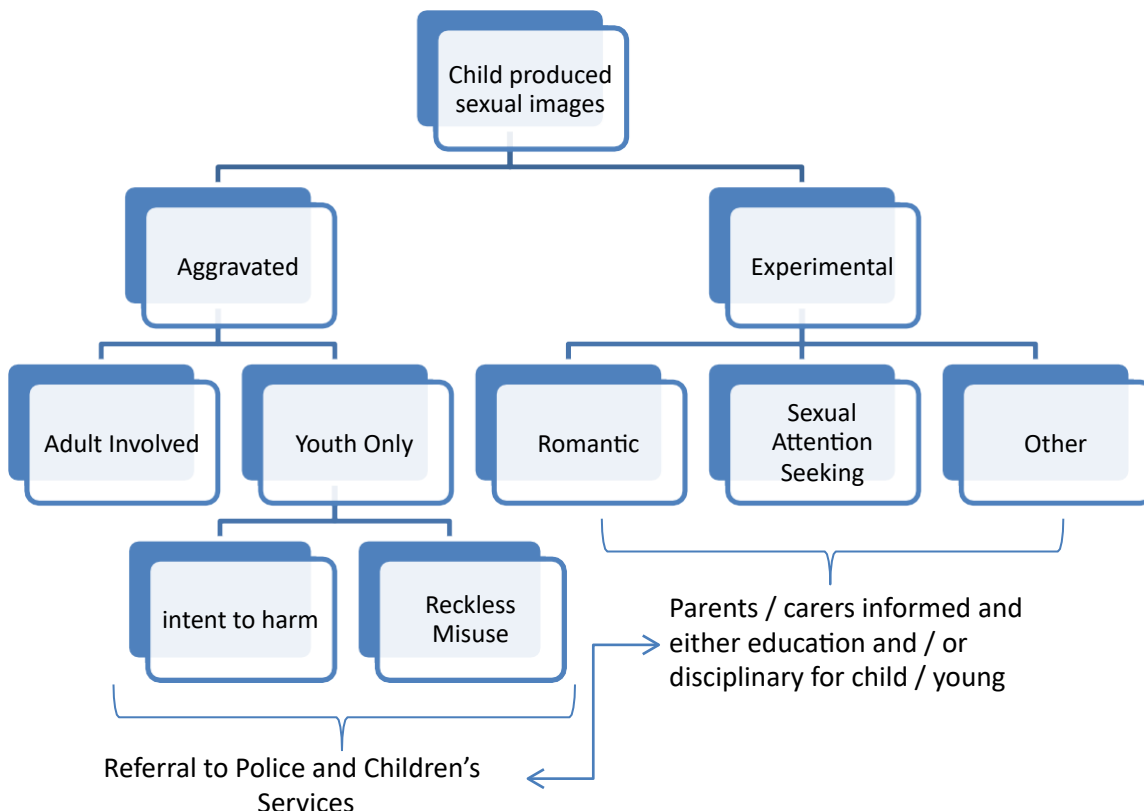 Child produced
sexual images
Aggravated
Experimental
Adult Involved
Youth Only
Romantic
Sexual
Attention
Seeking
Other
intent to harm
Reckless
Misuse
Parents / carers informed and
either education and / or
disciplinary for child / young
Referral to Police and Children’s
Services